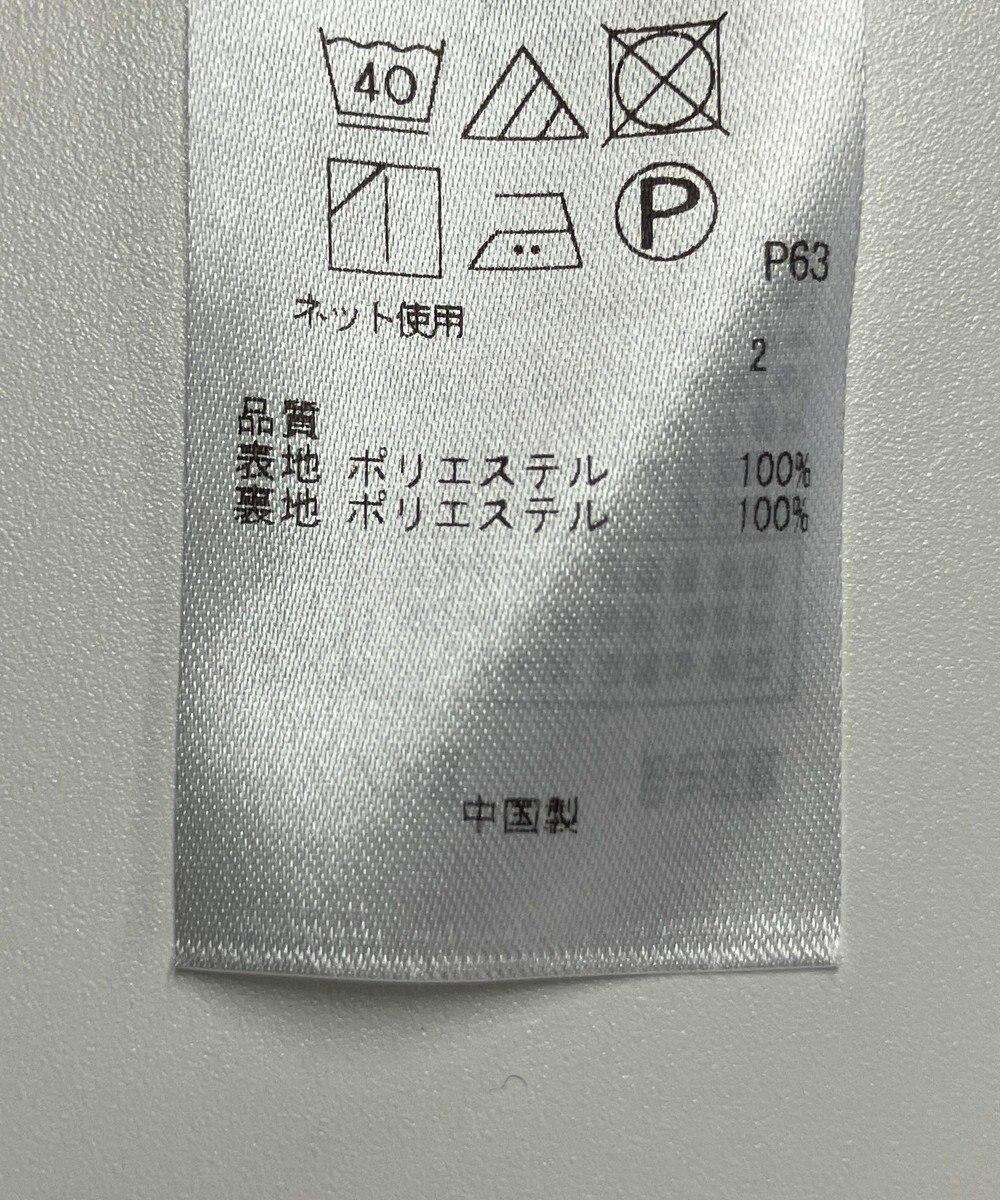 40
P
P63
ネット使用
2
品質
表地 ポリエステル 100%
裏地 ポリエステル 100%
中国製